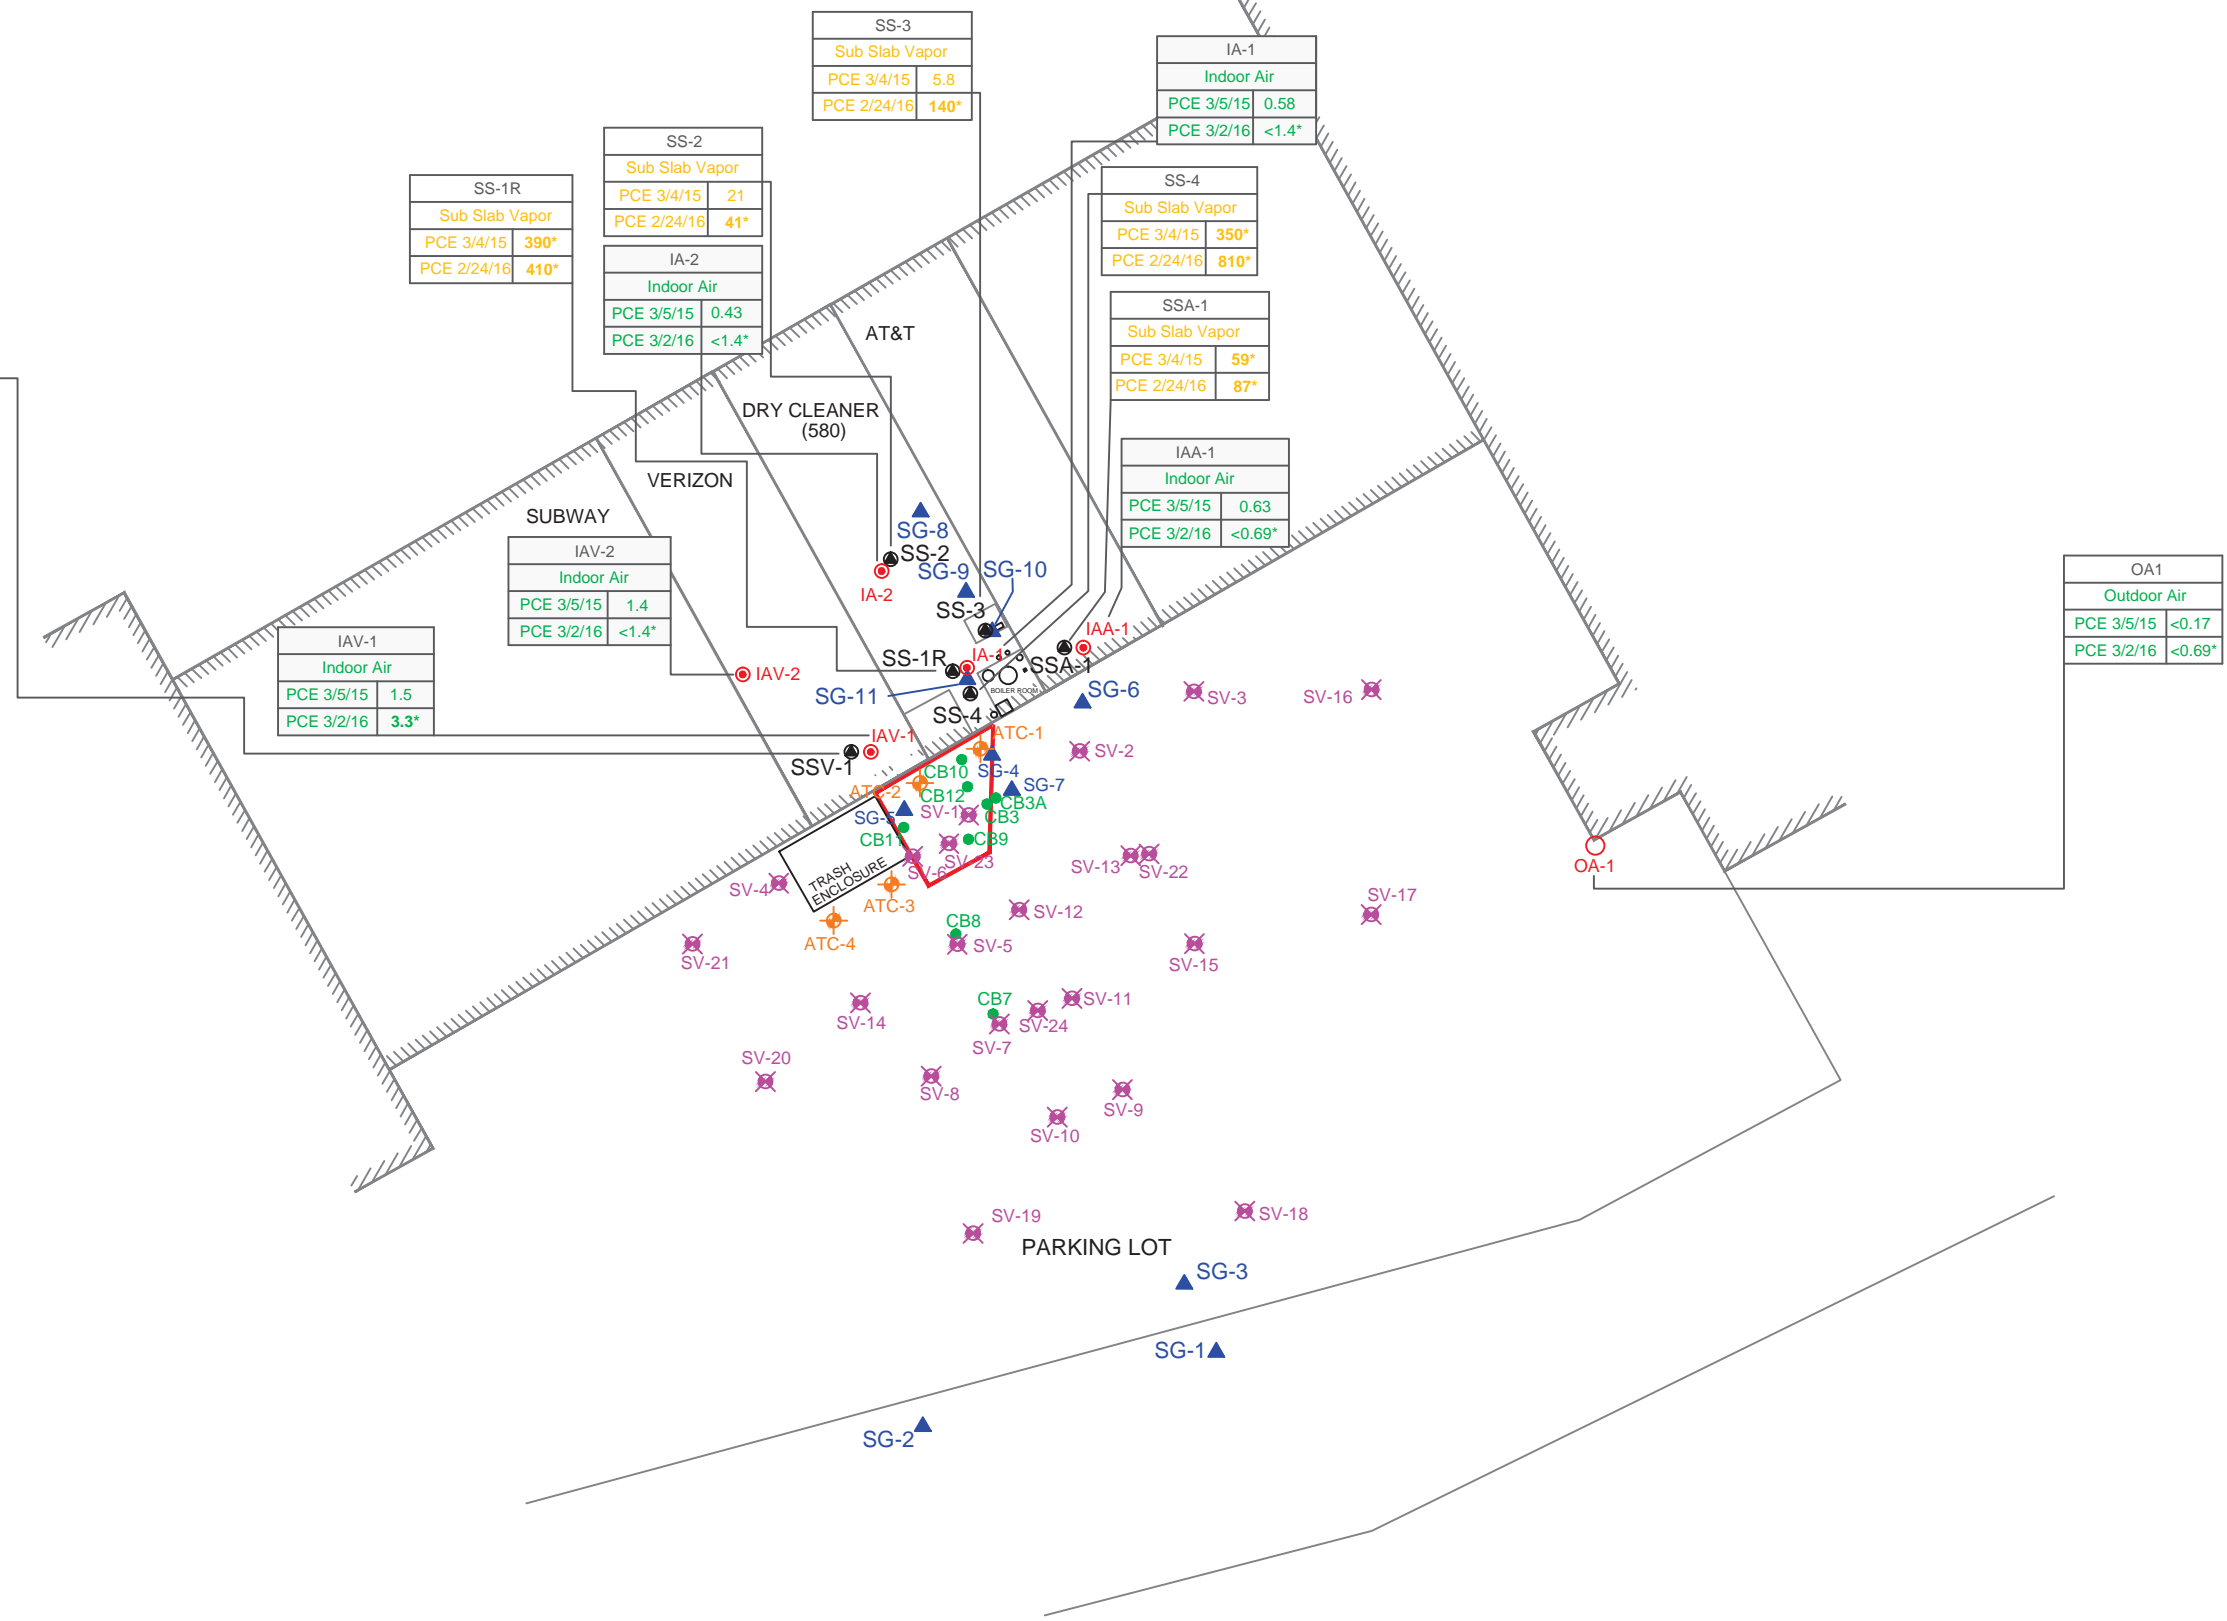 SS-3
Sub Slab Vapor
PCE 3/4/15 5.8
PCE 2/24/16 140*
IA-1
Indoor Air
PCE 3/5/15 0.58
PCE 3/2/16 <1.4*
SS-2
Sub Slab Vapor
PCE 3/4/15 21
PCE 2/24/16 41*
SS-1R
Sub Slab Vapor
PCE 3/4/15 390*
PCE 2/24/16 410*
SS-4
Sub Slab Vapor
PCE 3/4/15 350*
PCE 2/24/16 810*
IA-2
Indoor Air
PCE 3/5/15 0.43
PCE 3/2/16 <1.4*
SSA-1
Sub Slab Vapor
PCE 3/4/15 59*
PCE 2/24/16 87*
AT&T
DRY CLEANER
(580)
VERIZON
SUBWAY
IAA-1
Indoor Air
PCE 3/5/15 0.63
PCE 3/2/16 <0.69*
IAV-2
Indoor Air
PCE 3/5/15 1.4
PCE 3/2/16 <1.4*
OA1
Outdoor Air
PCE 3/5/15 <0.17
PCE 3/2/16 <0.69*
IAV-1
Indoor Air
PCE 3/5/15 1.5
PCE 3/2/16 3.3*
SG-8
SS-2
SG-9
SG-10
IA-2
SS-3
IAA-1
SS-1R
IA-1
SSA-1
IAV-2
BOILER ROOM
SG-11
SG-6
SV-3
SV-16
SS-4
IAV-1
ATC-1
SV-2
SSV-1
CB10
SG-4
ATC-2
CB12
SG-7
CB3A
SG-5
SV-1
CB3
CB11
CB9
SV-23
SV-6
TRASH
ENCLOSURE
SV-13
SV-22
OA-1
SV-4
ATC-3
SV-17
SV-12
CB8
ATC-4
SV-5
SV-21
SV-15
CB7
SV-11
SV-14
SV-24
SV-7
SV-20
SV-8
SV-9
SV-10
SV-19
SV-18
PARKING LOT
SG-3
SG-1
SG-2